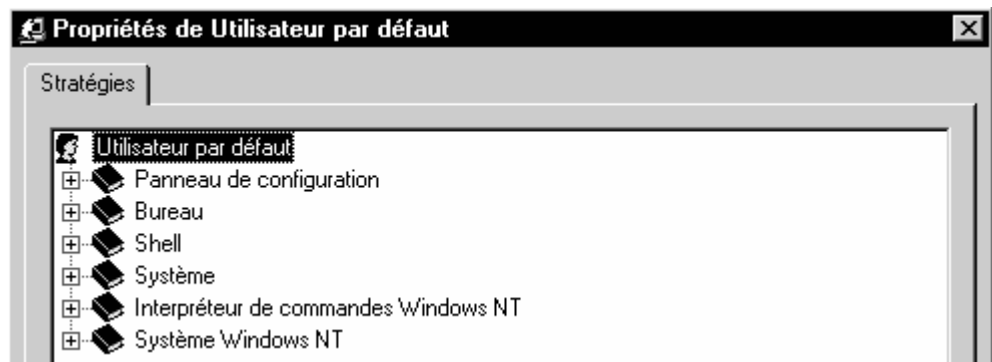 Propriétés de Utilisateur par défaut
Stratégies
Utilisateur par défaut
Panneau de configuration
Bureau
Shell
Système
Interpréteur de commandes Windows NT
Système Windows NT